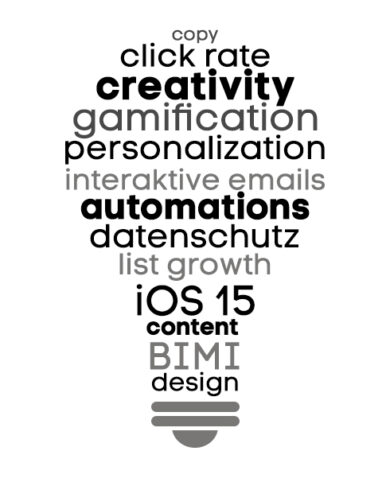 copy
click rate
creativity
gamification
personalization
interaktive emails
automations
datenschutz
list growth
iOS 15
content
BIMI
design